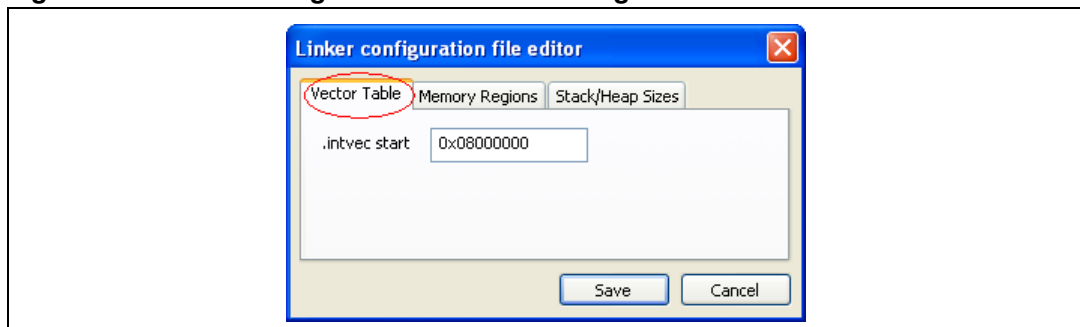 Linker configuration file editor
Vector Table Memory Regions Stack/Heap Sizes
.intvec start 0x08000000
Save Cancel